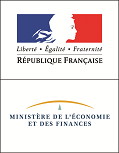 Liberté • Égalité • Fraternité
RÉPUBLIQUE FRANÇAISE
MINISTÈRE DE L'ÉCONOMIE
ET DES FINANCES